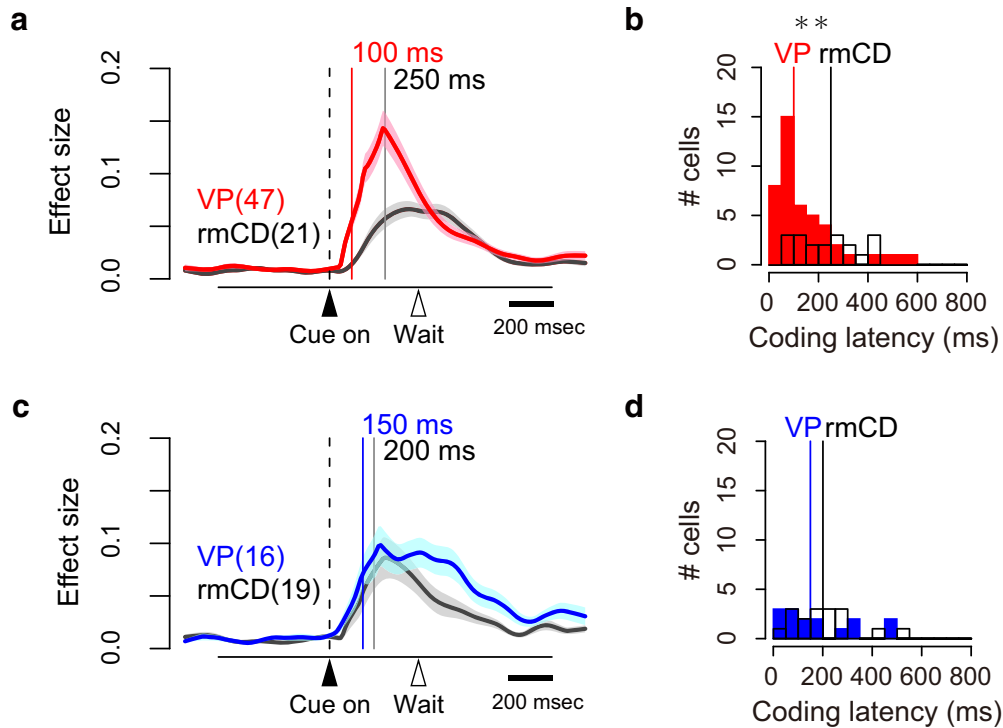 a
100 ms
250 ms
0.2
0.1
0.0
Effect size
VP(47)
rmCD(21)
Cue on
Wait
200 msec
b
**
VP rmCD
20
15
10
5
0
# cells
0 200 400 600 800
Coding latency (ms)
c
150 ms
200 ms
0.2
0.1
0.0
Effect size
VP(16)
rmCD(19)
Cue on
Wait
200 msec
d
VP rmCD
20
15
10
5
0
# cells
0 200 400 600 800
Coding latency (ms)